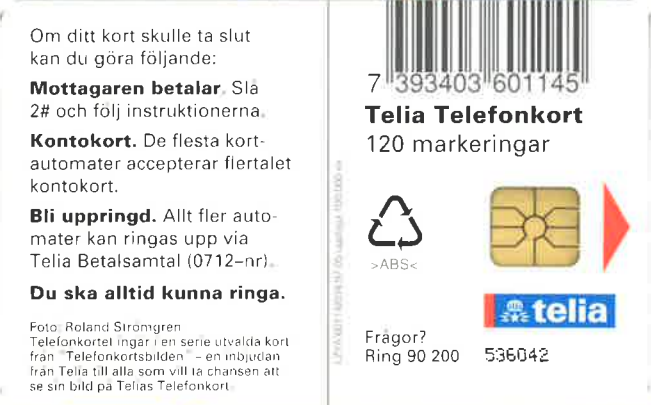 Om ditt kort skulle ta slut
kan du göra följande:
Mottagaren betalar. Slå
2# och följ instruktionerna.
Kontokort. De flesta kort-
automater accepterar flertalet
kontokort.
Bli uppringd. Allt fler auto-
mater kan ringas upp via
Telia Betalsamtal (0712–nr).
Du ska alltid kunna ringa.
Foto: Roland Strömgren
Telefonkortet ingår i en serie utvalda kort
från "Telefonkortsbilden" – en inbjudan
från Telia till alla som vill ta chansen att
se sin bild på Telias Telefonkort.
7 393403 601145
Telia Telefonkort
120 markeringar
>ABS<
telia
Frågor?
Ring 90 200
536042